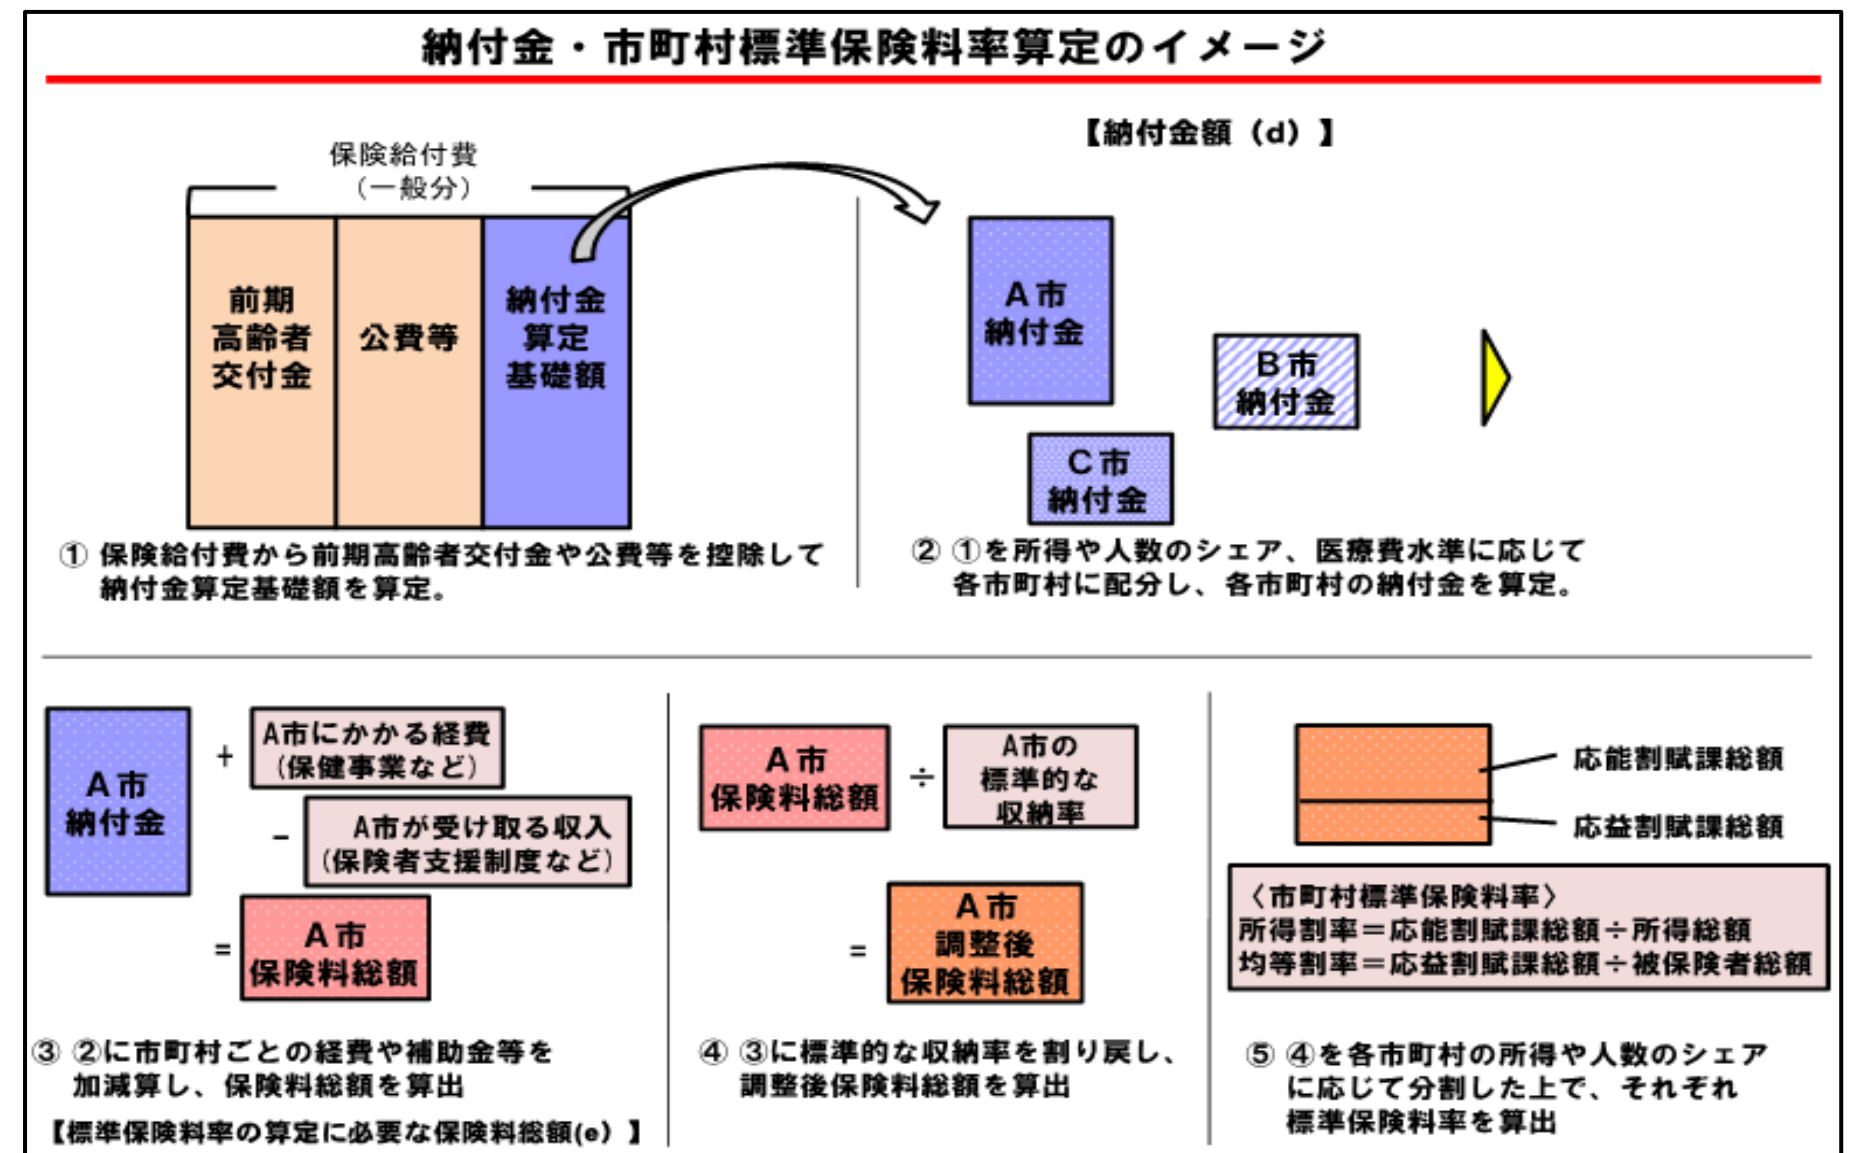 納付金・市町村標準保険料率算定のイメージ
保険給付費
（一般分）
前期
高齢者
交付金
公費等
納付金
算定
基礎額
① 保険給付費から前期高齢者交付金や公費等を控除して
納付金算定基礎額を算定。
【納付金額（d）】
A市
納付金
B市
納付金
C市
納付金
② ①を所得や人数のシェア、医療費水準に応じて
各市町村に配分し、各市町村の納付金を算定。
A市
納付金
+
A市にかかる経費
（保健事業など）
−
A市が受け取る収入
（保険者支援制度など）
=
A市
保険料総額
③ ②に市町村ごとの経費や補助金等を
加減算し、保険料総額を算出
【標準保険料率の算定に必要な保険料総額(e）】
A市
保険料総額
÷
A市の
標準的な
収納率
=
A市
調整後
保険料総額
④ ③に標準的な収納率を割り戻し、
調整後保険料総額を算出
応能割賦課総額
応益割賦課総額
〈市町村標準保険料率〉
所得割率＝応能割賦課総額÷所得総額
均等割率＝応益割賦課総額÷被保険者総額
⑤ ④を各市町村の所得や人数のシェア
に応じて分割した上で、それぞれ
標準保険料率を算出